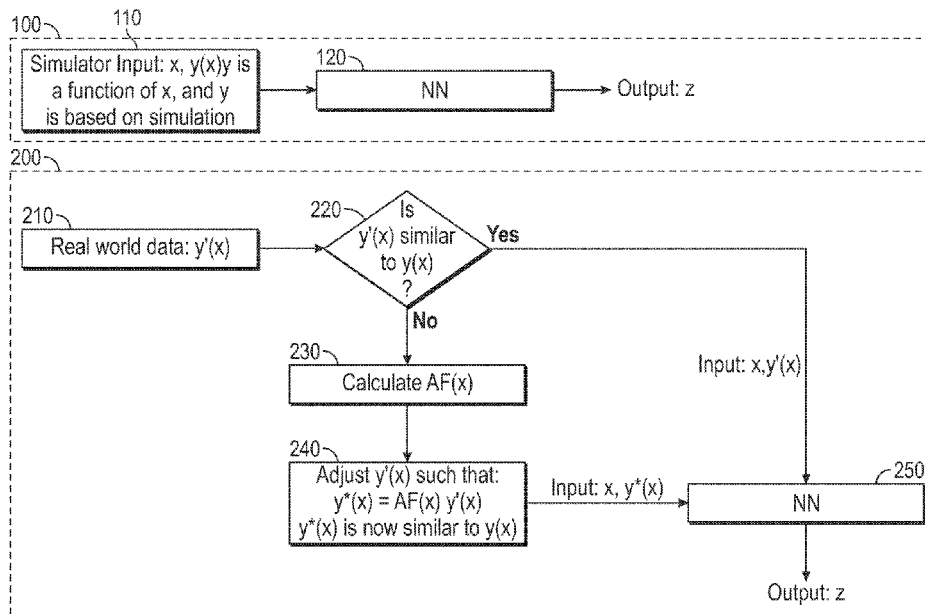 100
110
Simulator Input: x, y(x)y is
a function of x, and y
is based on simulation
120
NN
Output: z
200
210
Real world data: y'(x)
220
Is
y'(x) similar
to y(x)
?
Yes
No
230
Calculate AF(x)
Input: x,y'(x)
240
Adjust y'(x) such that:
y*(x) = AF(x) y'(x)
y*(x) is now similar to y(x)
Input: x, y*(x)
250
NN
Output: z